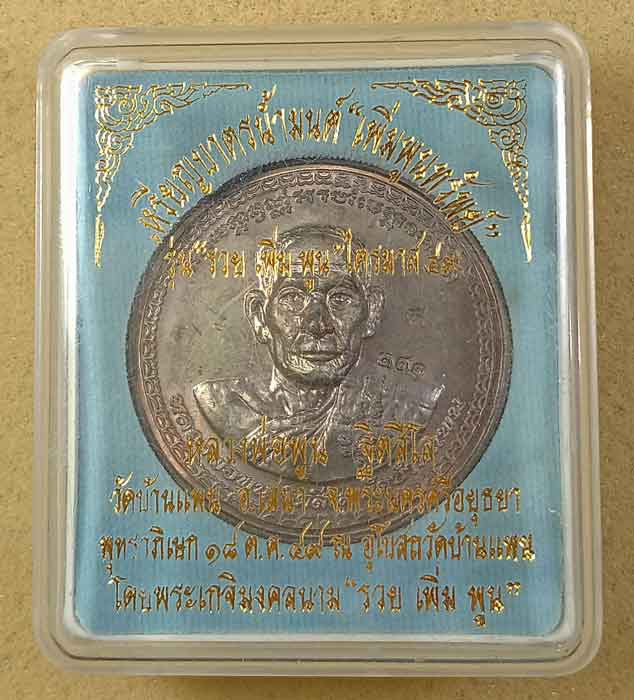 เหรียญบาตรน้ำมนต์ "เพิ่มพูนทรัพย์"
รุ่น "รวย เพิ่ม พูน" ไตรมาส ๔๙
๑๔๑
หลวงพ่อพูน ฐิตสีโล
วัดบ้านแพน อ.เสนา จ.พระนครศรีอยุธยา
พุทธาภิเษก ๑๘ ต.ค. ๔๙ ณ อุโบสถวัดบ้านแพน
โดยพระเกจิมงคลนาม "รวย เพิ่ม พูน"